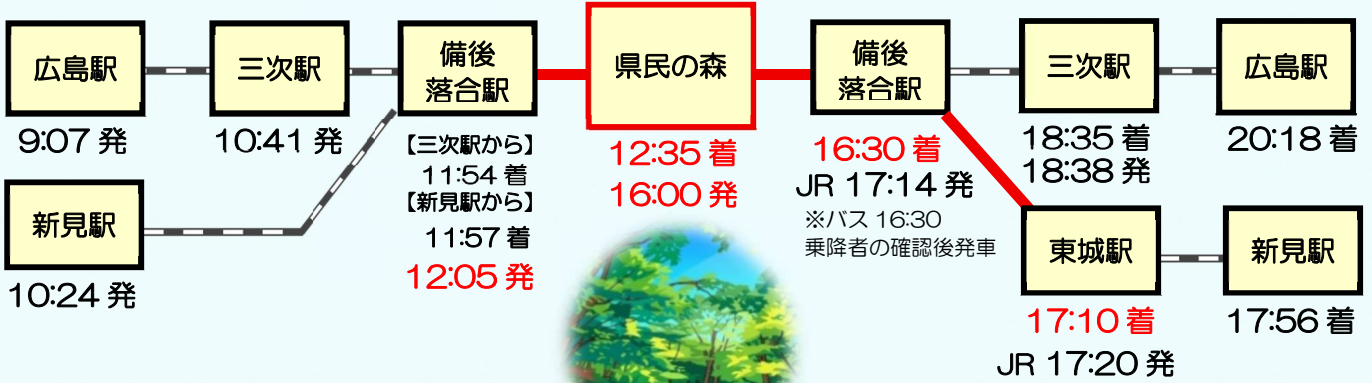 広島駅
9:07 発
三次駅
10:41 発
新見駅
10:24 発
備後
落合駅
【三次駅から】
11:54 着
【新見駅から】
11:57 着
12:05 発
県民の森
12:35 着
16:00 発
備後
落合駅
16:30 着
JR 17:14 発
※バス 16:30
乗降者の確認後発車
三次駅
18:35 着
18:38 発
広島駅
20:18 着
東城駅
17:10 着
JR 17:20 発
新見駅
17:56 着